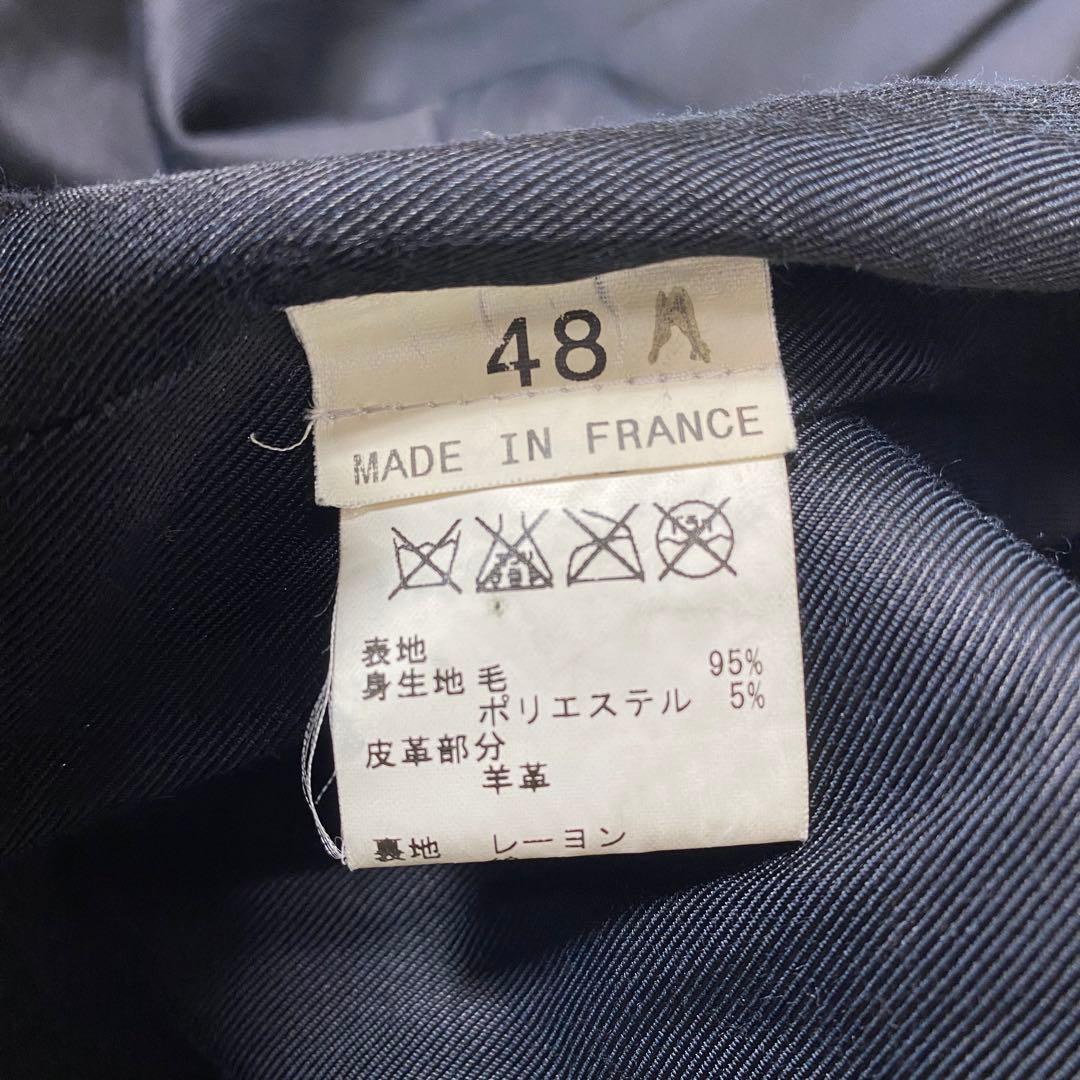 48
MADE IN FRANCE
表地
身生地 毛 95%
ポリエステル 5%
皮革部分
羊革
裏地 レーヨン